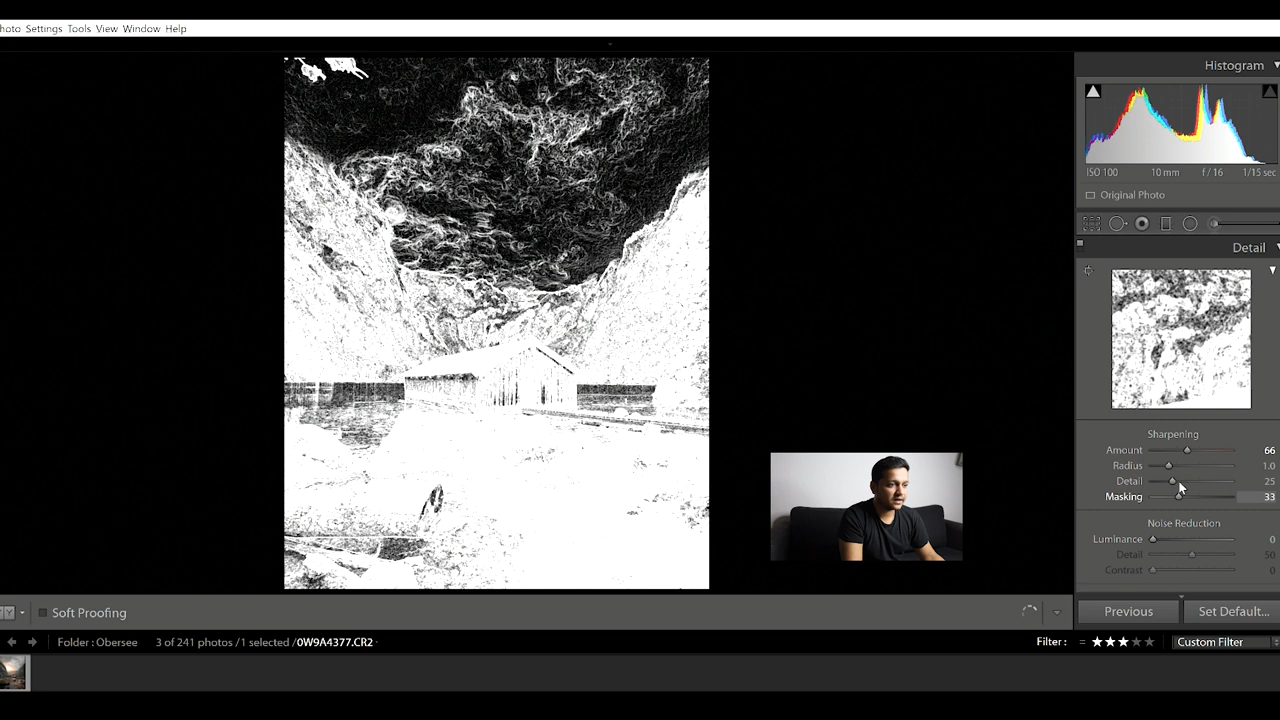 hoto Settings Tools View Window Help
Histogram
ISO 100 10 mm f / 16 1/15 sec
Original Photo
Detail
Sharpening
Amount 66
Radius 1.0
Detail 25
Masking 33
Noise Reduction
Luminance 0
Detail 50
Contrast 0
Previous Set Default...
Y Soft Proofing
Folder : Obersee 3 of 241 photos / 1 selected / 0W9A4377.CR2
Filter : = ★★★★★ Custom Filter